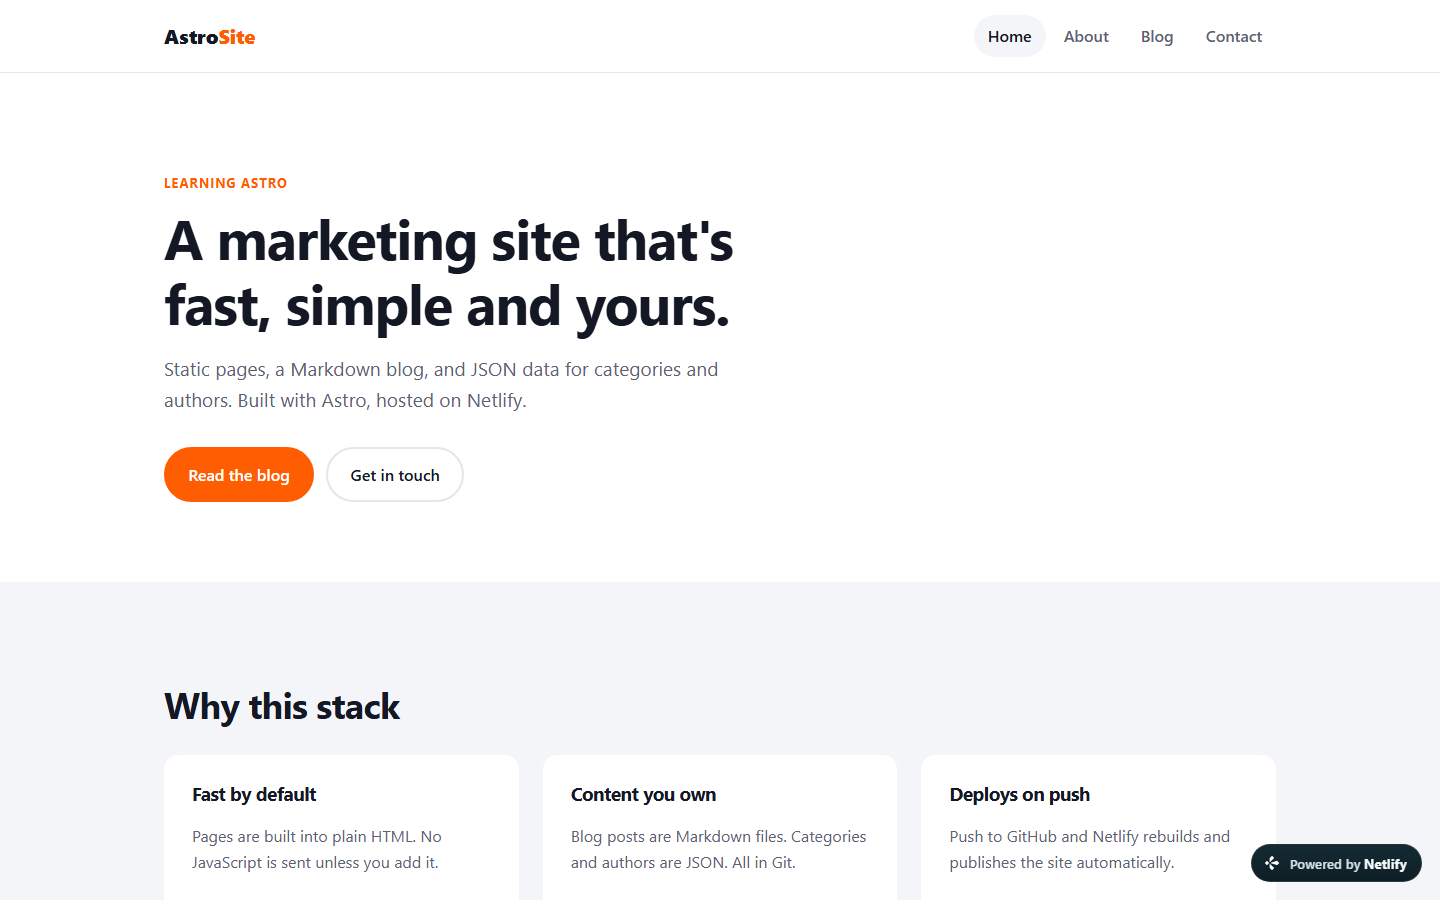 AstroSite
Home
About
Blog
Contact
LEARNING ASTRO
A marketing site that's
fast, simple and yours.
Static pages, a Markdown blog, and JSON data for categories and
authors. Built with Astro, hosted on Netlify.
Read the blog
Get in touch
Why this stack
Fast by default
Pages are built into plain HTML. No
JavaScript is sent unless you add it.
Content you own
Blog posts are Markdown files. Categories
and authors are JSON. All in Git.
Deploys on push
Push to GitHub and Netlify rebuilds and
publishes the site automatically.
Powered by Netlify